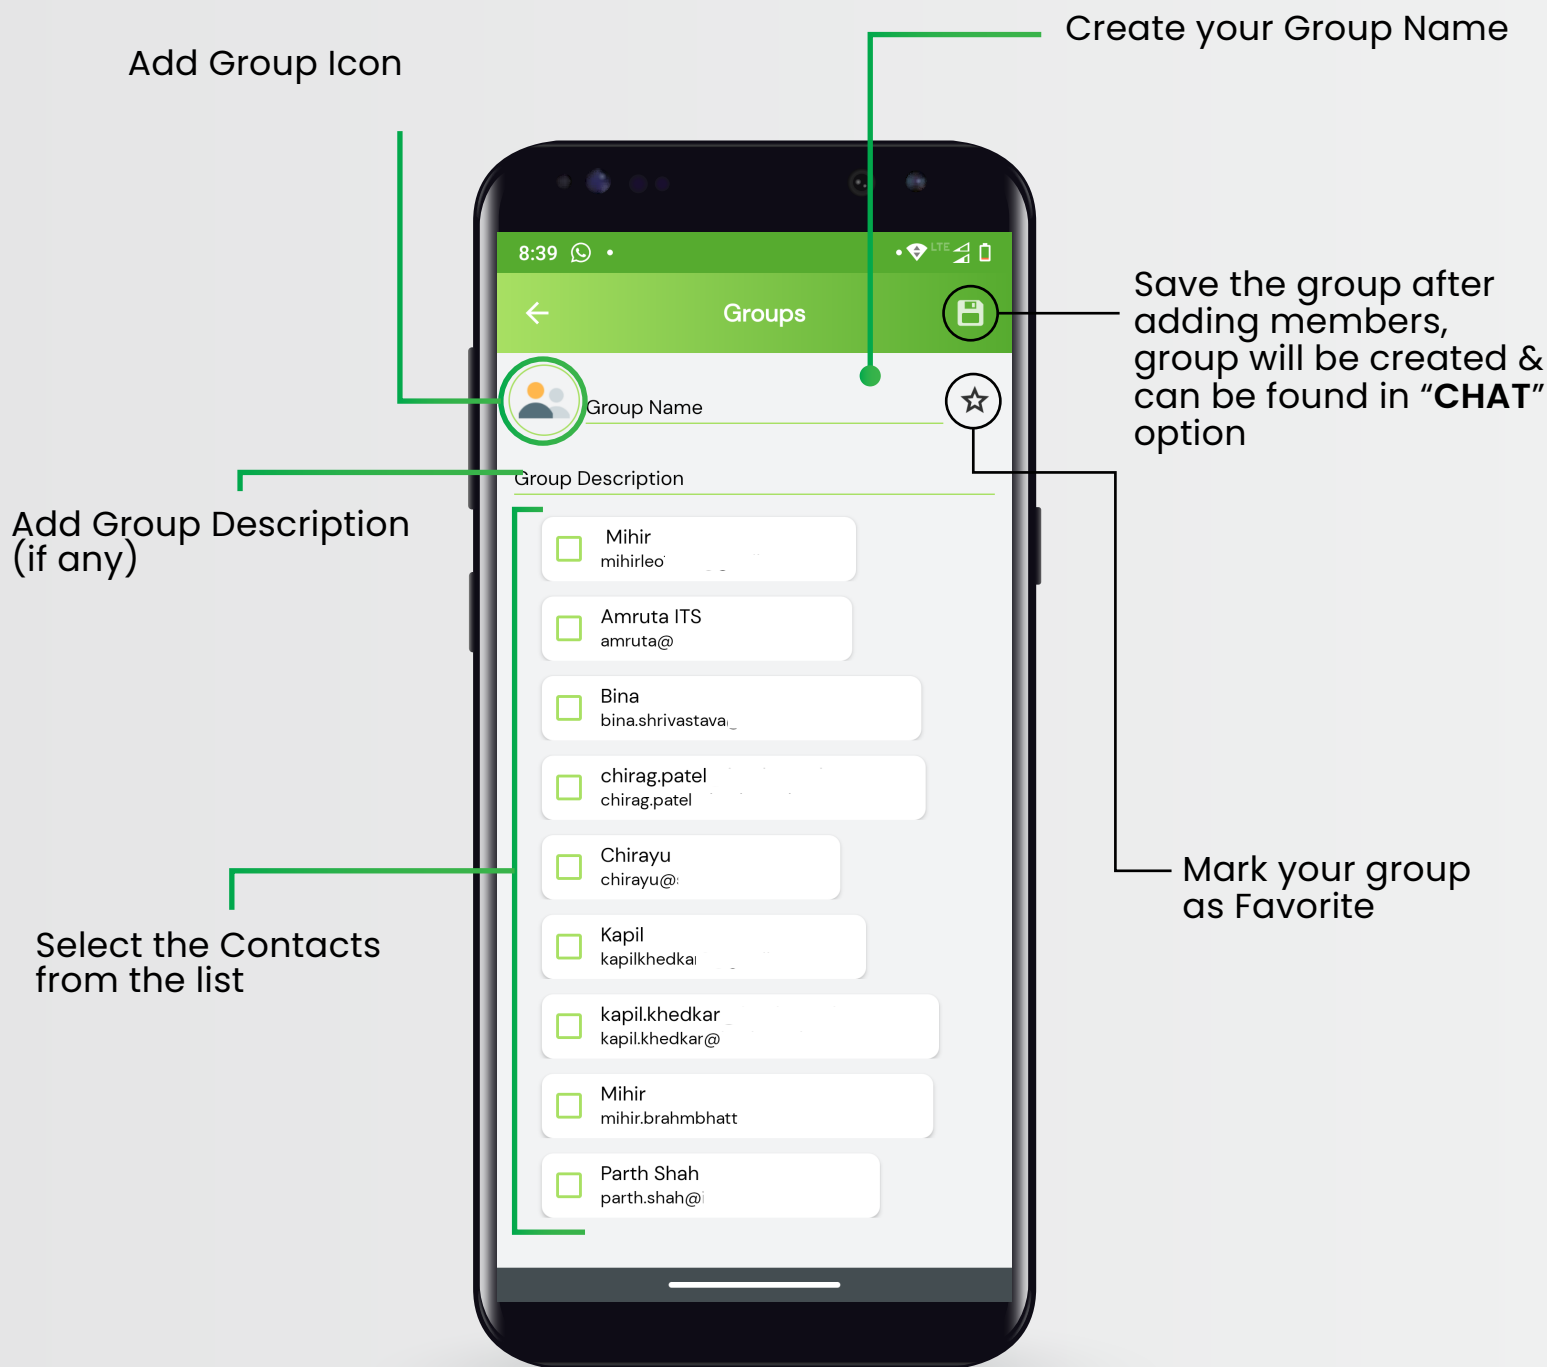 Create your Group Name
Add Group Icon
8:39
LTE
Groups
Save the group after
adding members,
group will be created &
can be found in “CHAT”
option
Group Name
Group Description
Add Group Description
(if any)
Mihir
mihirleo
Amruta ITS
amruta@
Bina
bina.shrivastava
chirag.patel
chirag.patel
Chirayu
chirayu@
Mark your group
as Favorite
Kapil
kapilkhedka
Select the Contacts
from the list
kapil.khedkar
kapil.khedkar@
Mihir
mihir.brahmbhatt
Parth Shah
parth.shah@